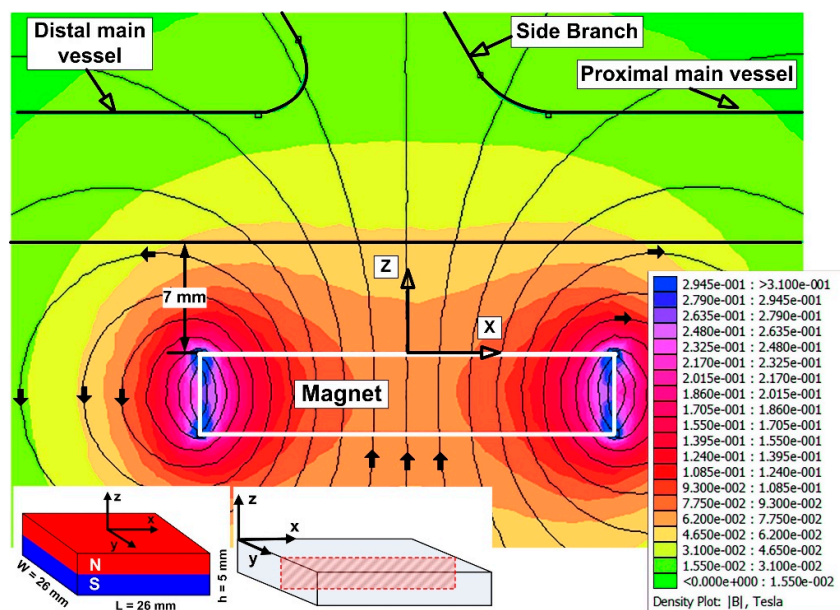 Distal main
vessel
Side Branch
Proximal main vessel
Z
7 mm
X
Magnet
2.945e-001 : >3.100e-001
2.790e-001 : 2.945e-001
2.635e-001 : 2.790e-001
2.480e-001 : 2.635e-001
2.325e-001 : 2.480e-001
2.170e-001 : 2.325e-001
2.015e-001 : 2.170e-001
1.860e-001 : 2.015e-001
1.705e-001 : 1.860e-001
1.550e-001 : 1.705e-001
1.395e-001 : 1.550e-001
1.240e-001 : 1.395e-001
1.085e-001 : 1.240e-001
9.300e-002 : 1.085e-001
7.750e-002 : 9.300e-002
6.200e-002 : 7.750e-002
4.650e-002 : 6.200e-002
3.100e-002 : 4.650e-002
1.550e-002 : 3.100e-002
<0.000e+000 : 1.550e-002
Density Plot: |B|, Tesla
z
x
y
N
S
W = 26 mm
L = 26 mm
h = 5 mm
z
x
y